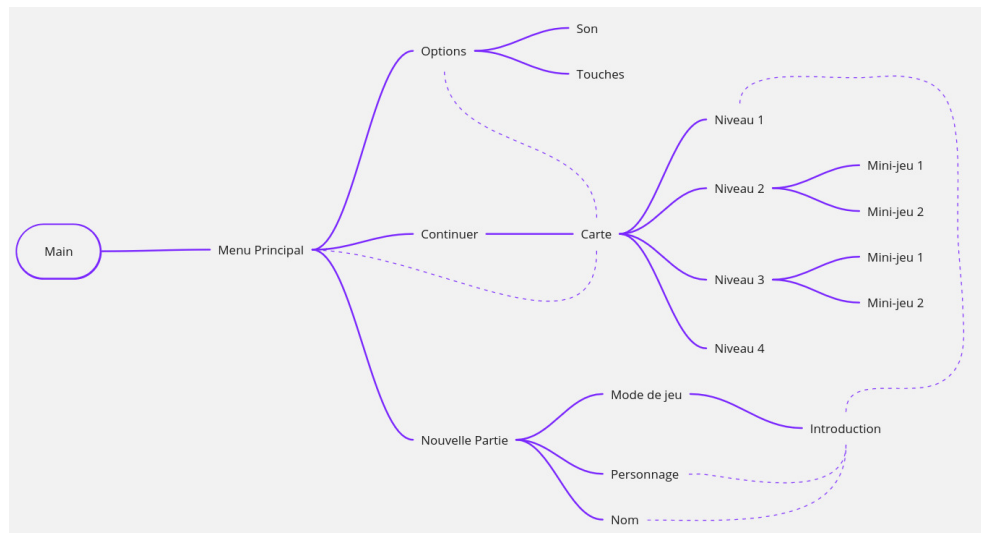 Main
Menu Principal
Options
Son
Touches
Continuer
Carte
Niveau 1
Niveau 2
Mini-jeu 1
Mini-jeu 2
Niveau 3
Mini-jeu 1
Mini-jeu 2
Niveau 4
Nouvelle Partie
Mode de jeu
Introduction
Personnage
Nom